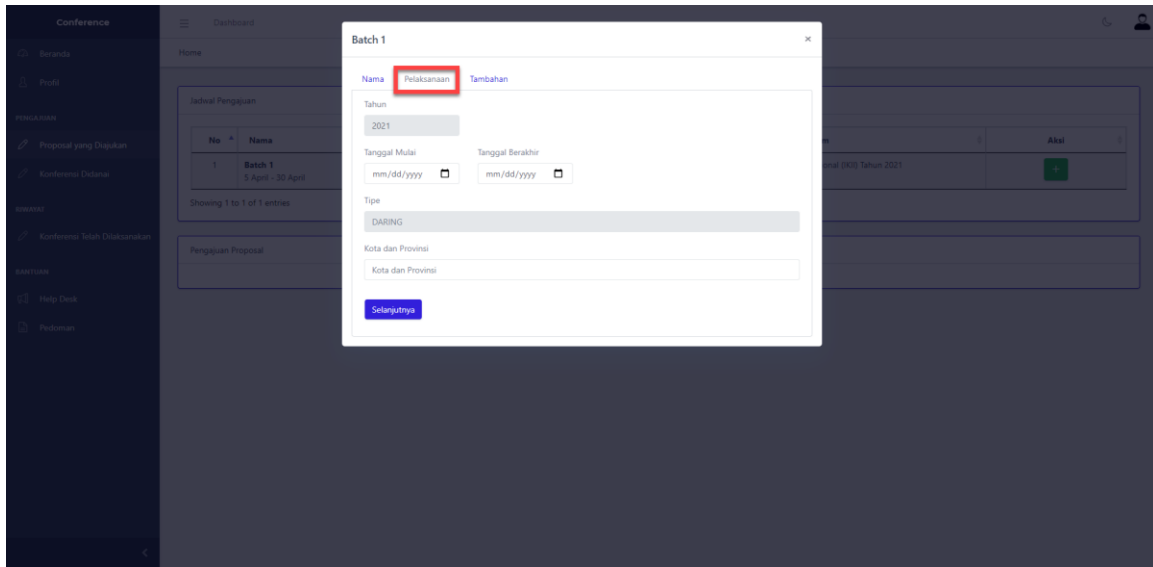 Conference
Dashboard
Beranda
Home
Profil
PENGAJUAN
Proposal yang Diajukan
Konferensi Didanai
Konferensi Telah Dilaksanakan
BANTUAN
Help Desk
Pedoman
Jadwal Pengajuan
No Nama Aksi
1 Batch 1 onal (IKII) Tahun 2021 +
5 April - 30 April
Showing 1 to 1 of 1 entries
Pengajuan Proposal
Batch 1 ×
Nama Pelaksanaan Tambahan
Tahun
2021
Tanggal Mulai Tanggal Berakhir
mm/dd/yyyy mm/dd/yyyy
Tipe
DARING
Kota dan Provinsi
Kota dan Provinsi
Selanjutnya